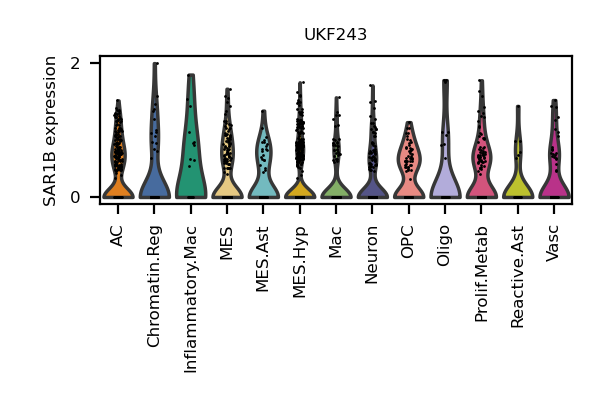 UKF243
SAR1B expression
2
0
AC
Chromatin.Reg
Inflammatory.Mac
MES
MES.Ast
MES.Hyp
Mac
Neuron
OPC
Oligo
Prolif.Metab
Reactive.Ast
Vasc